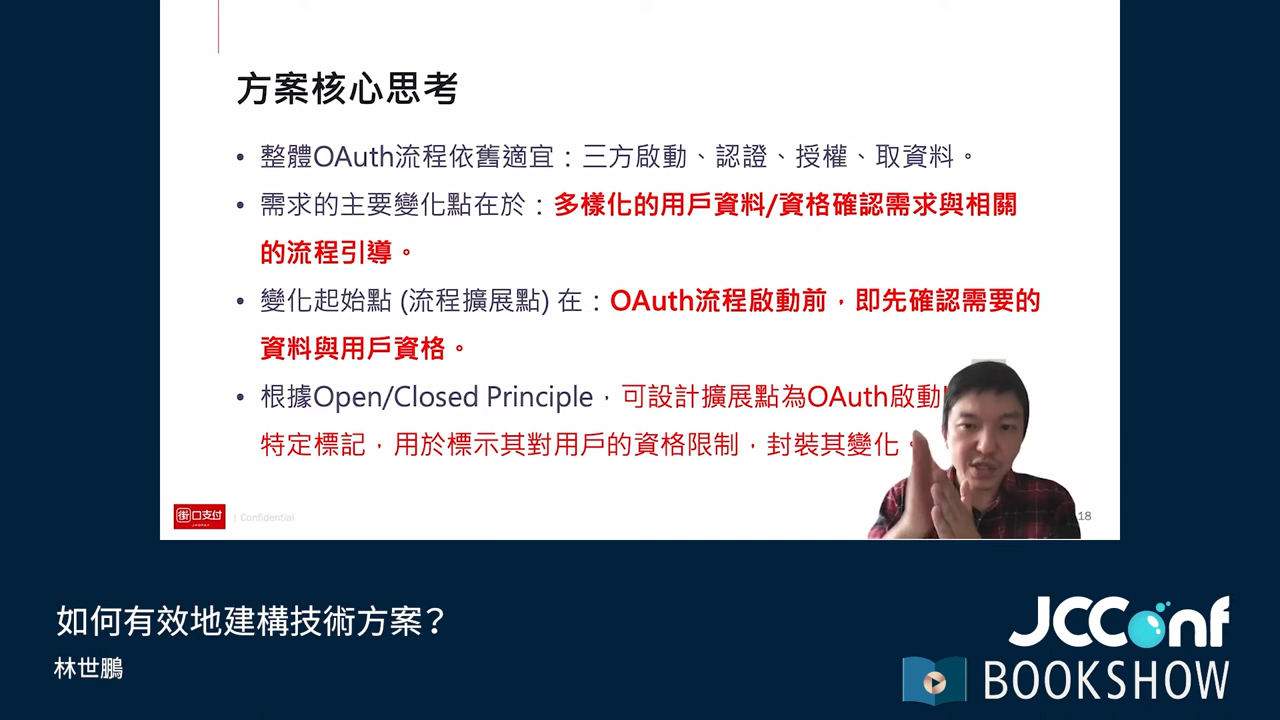 方案核心思考
• 整體OAuth流程依舊適宜：三方啟動、認證、授權、取資料。
• 需求的主要變化點在於：多樣化的用戶資料/資格確認需求與相關
的流程引導。
• 變化起始點 (流程擴展點) 在：OAuth流程啟動前，即先確認需要的
資料與用戶資格。
• 根據Open/Closed Principle，可設計擴展點為OAuth啟動
特定標記，用於標示其對用戶的資格限制，封裝其變化。
街口支付
JKOPAY
| Confidential
18
如何有效地建構技術方案？
林世鵬
JCConf
BOOKSHOW